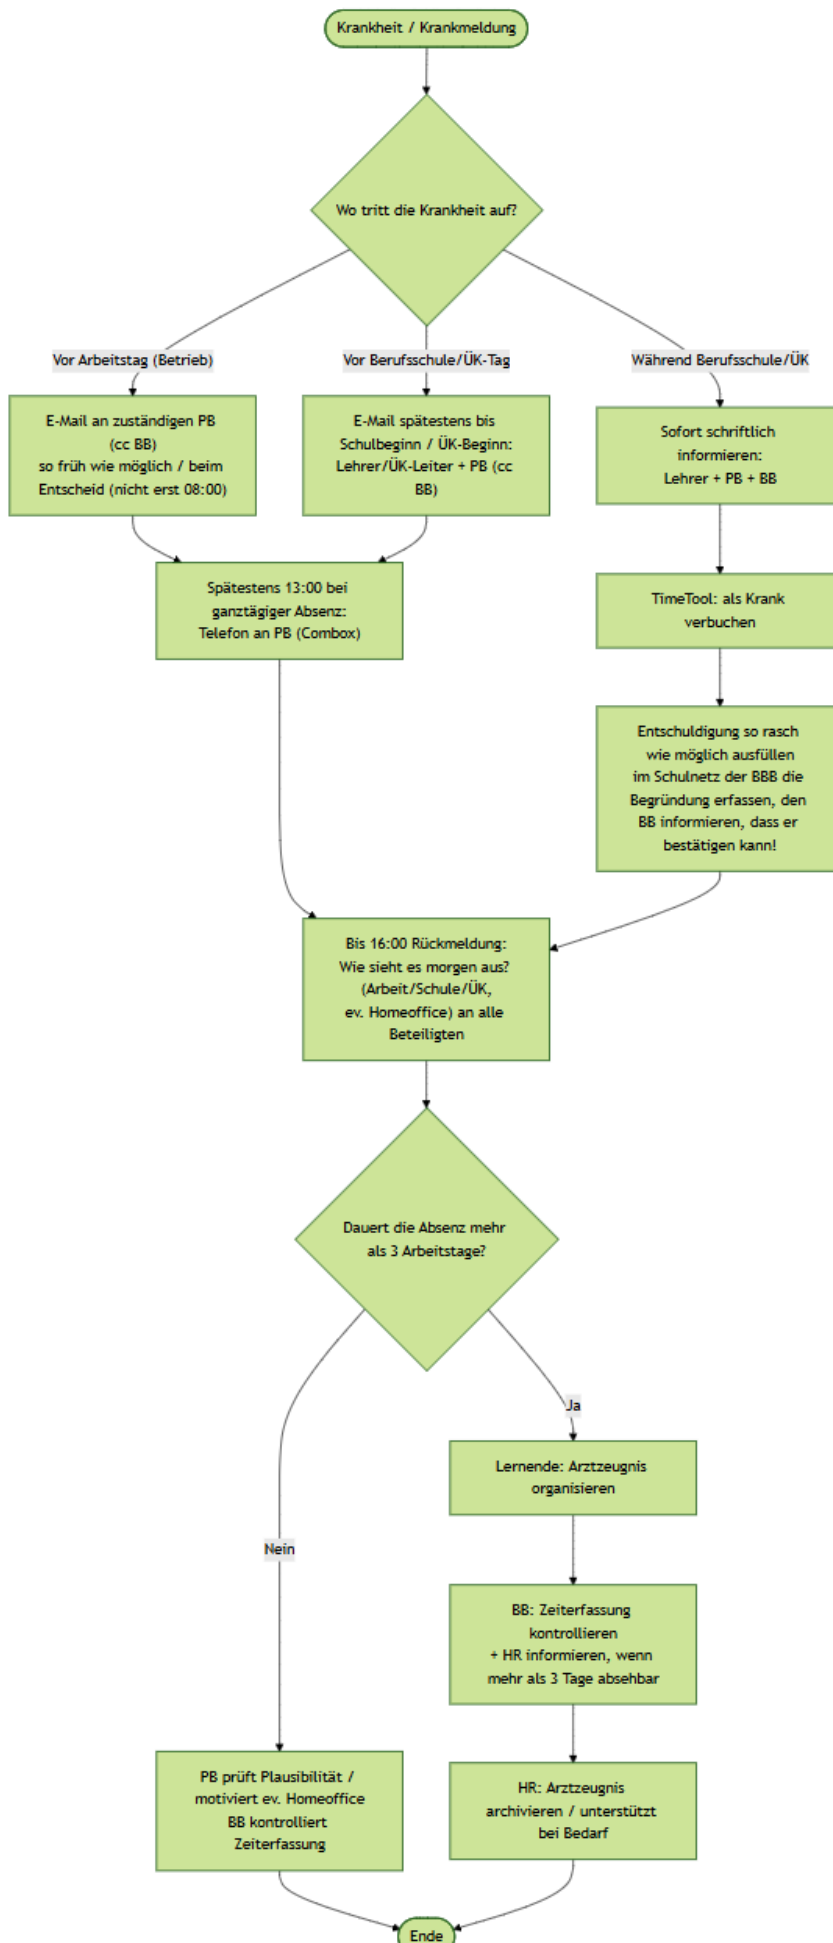 Krankheit / Krankmeldung
Wo tritt die Krankheit auf?
Vor Arbeitstag (Betrieb)
Vor Berufsschule/ÜK-Tag
Während Berufsschule/ÜK
E-Mail an zuständigen PB
(cc BB)
so früh wie möglich / beim
Entscheid (nicht erst 08:00)
E-Mail spätestens bis
Schulbeginn / ÜK-Beginn:
Lehrer/ÜK-Leiter + PB (cc
BB)
Sofort schriftlich
informieren:
Lehrer + PB + BB
Spätestens 13:00 bei
ganztägiger Absenz:
Telefon an PB (Combox)
TimeTool: als Krank
verbuchen
Entschuldigung so rasch
wie möglich ausfüllen
im Schulnetz der BBB die
Begründung erfassen, den
BB informieren, dass er
bestätigen kann!
Bis 16:00 Rückmeldung:
Wie sieht es morgen aus?
(Arbeit/Schule/ÜK,
ev. Homeoffice) an alle
Beteiligten
Dauert die Absenz mehr
als 3 Arbeitstage?
Ja
Lernende: Arztzeugnis
organisieren
Nein
BB: Zeiterfassung
kontrollieren
+ HR informieren, wenn
mehr als 3 Tage absehbar
PB prüft Plausibilität /
motiviert ev. Homeoffice
BB kontrolliert
Zeiterfassung
HR: Arztzeugnis
archivieren / unterstützt
bei Bedarf
Ende